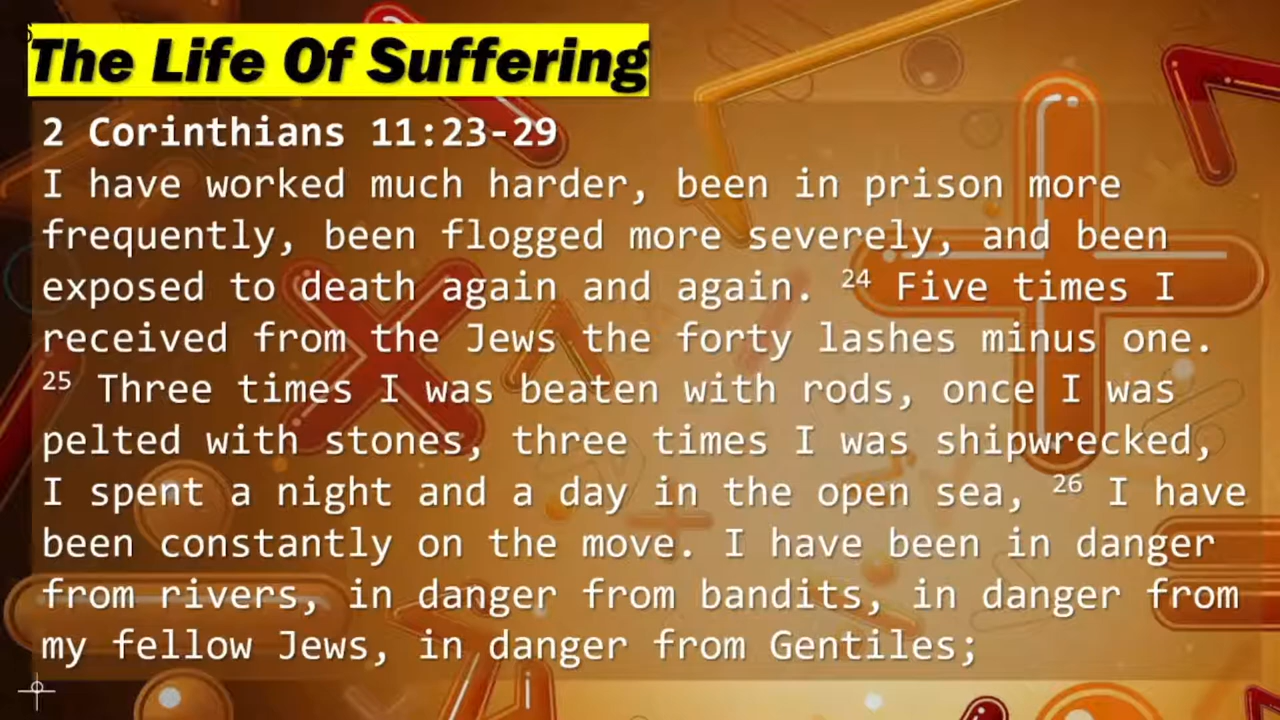 The Life Of Suffering
2 Corinthians 11:23-29
I have worked much harder, been in prison more
frequently, been flogged more severely, and been
exposed to death again and again. 24 Five times I
received from the Jews the forty lashes minus one.
25 Three times I was beaten with rods, once I was
pelted with stones, three times I was shipwrecked,
I spent a night and a day in the open sea, 26 I have
been constantly on the move. I have been in danger
from rivers, in danger from bandits, in danger from
my fellow Jews, in danger from Gentiles;